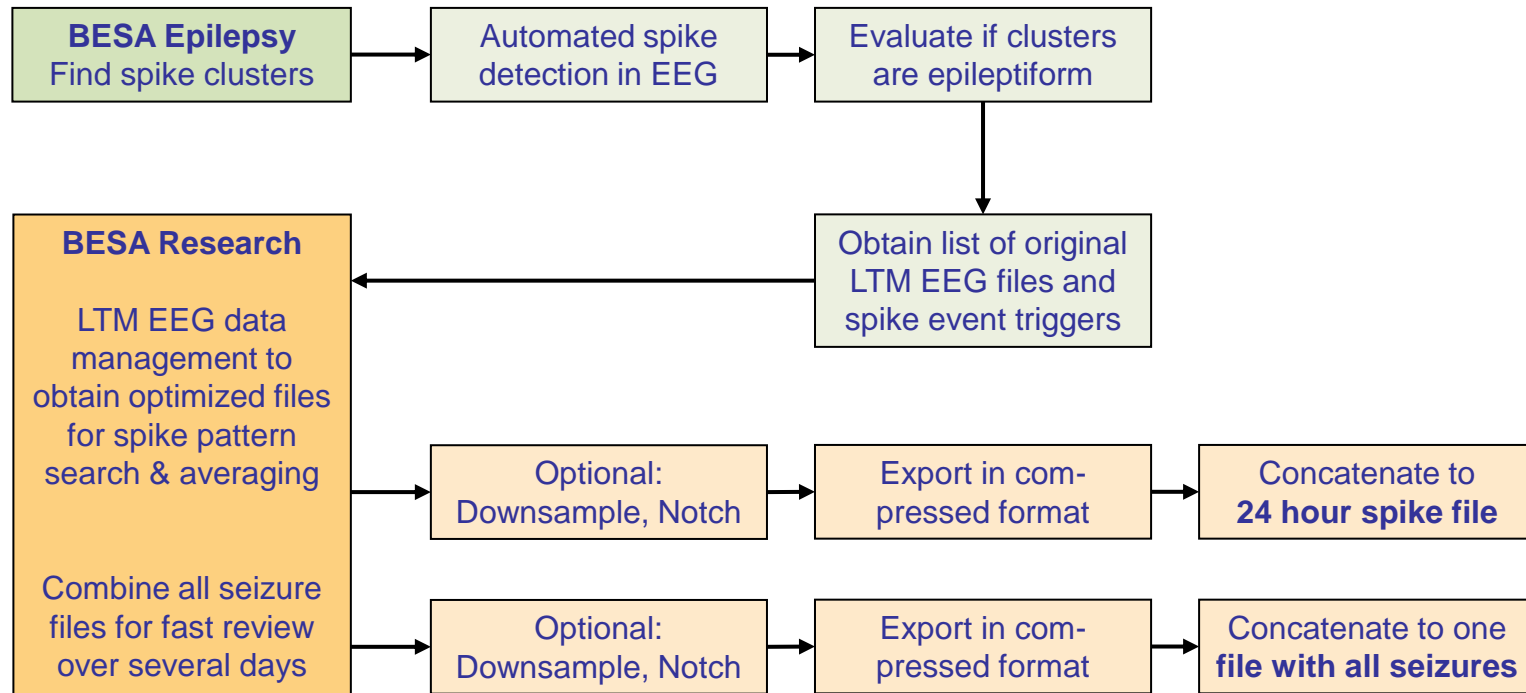 BESA Epilepsy
Find spike clusters
Automated spike
detection in EEG
Evaluate if clusters
are epileptiform
Obtain list of original
LTM EEG files and
spike event triggers
BESA Research
LTM EEG data
management to
obtain optimized files
for spike pattern
search & averaging
Optional:
Downsample, Notch
Export in com-
pressed format
Concatenate to
24 hour spike file
Combine all seizure
files for fast review
over several days
Optional:
Downsample, Notch
Export in com-
pressed format
Concatenate to one
file with all seizures